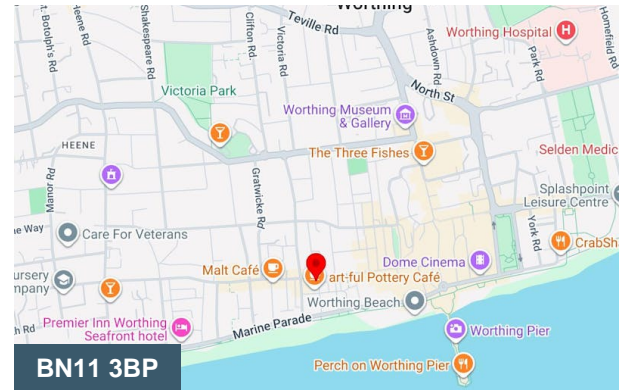 Worthing
t. Botolph's Rd
Heene Rd
Shakespeare Rd
Clifton Rd
Victoria Rd
Teville Rd
Ashdown Rd
Worthing Hospital
H
Park Rd
Homefield Rd
North St
Victoria Park
Worthing Museum
& Gallery
The Three Fishes
Selden Medic
HEENE
Manor Rd
Gratwicke Rd
Splashpoint
Leisure Centre
York Rd
e Way
Care For Veterans
CrabSh
Malt Café
art-ful Pottery Café
Dome Cinema
ursery
mpany
Worthing Beach
h Rd
Premier Inn Worthing
Seafront hotel
Marine Parade
Worthing Pier
Perch on Worthing Pier
BN11 3BP